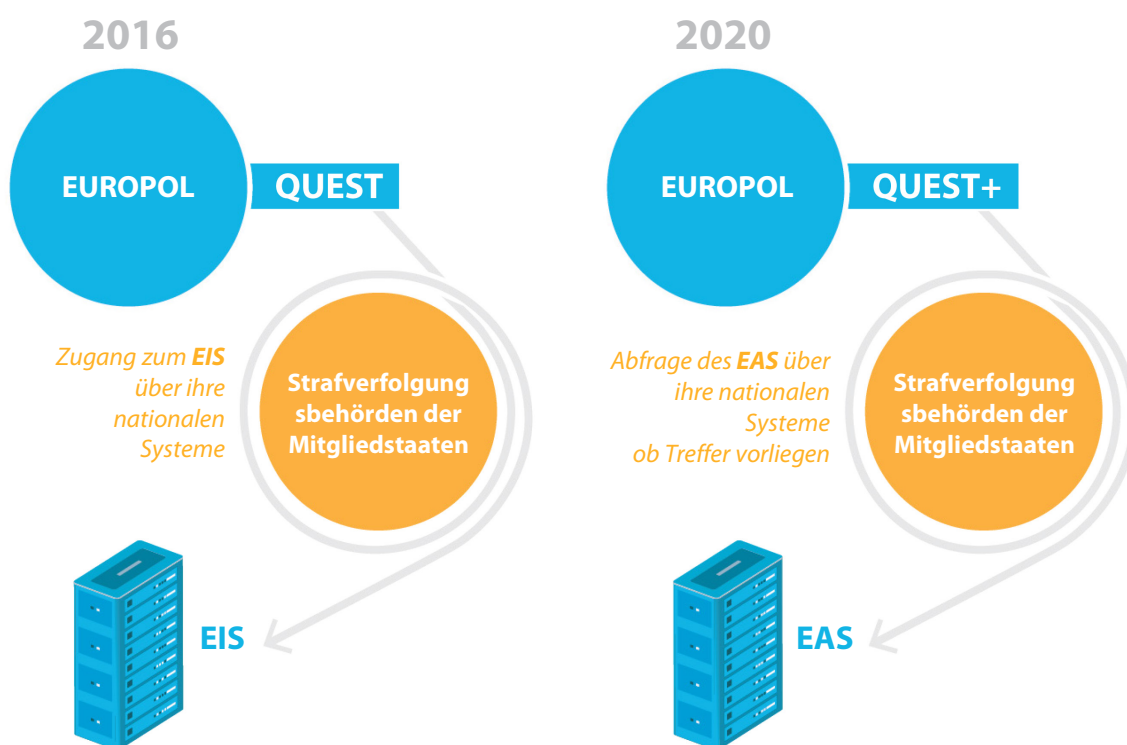 2016
EUROPOL
QUEST
Zugang zum EIS
über ihre
nationalen
Systeme
Strafverfolgung
sbehörden der
Mitgliedstaaten
EIS
2020
EUROPOL
QUEST+
Abfrage des EAS über
ihre nationalen
Systeme
ob Treffer vorliegen
Strafverfolgung
sbehörden der
Mitgliedstaaten
EAS